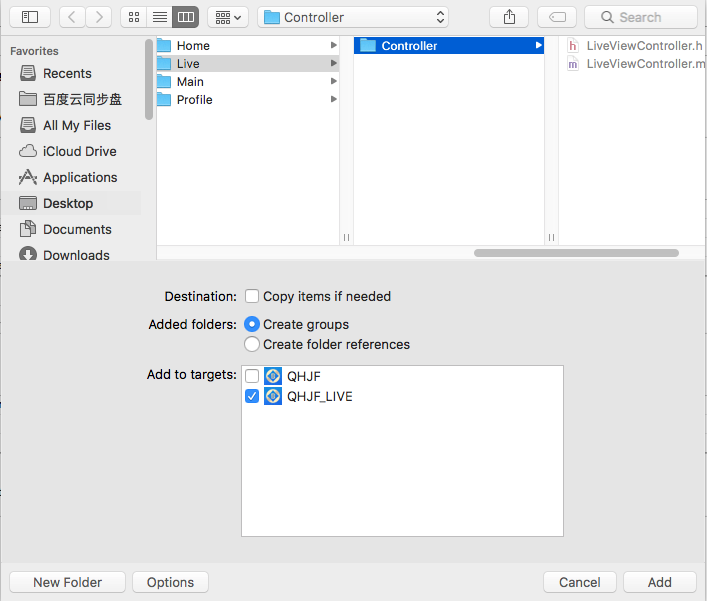 Controller
Search
Favorites
Recents
百度云同步盘
All My Files
iCloud Drive
Applications
Desktop
Documents
Downloads
Home
Live
Main
Profile
Controller
LiveViewController.h
LiveViewController.m
Destination: Copy items if needed
Added folders: Create groups
Create folder references
Add to targets: QHJF
QHJF_LIVE
New Folder Options Cancel Add